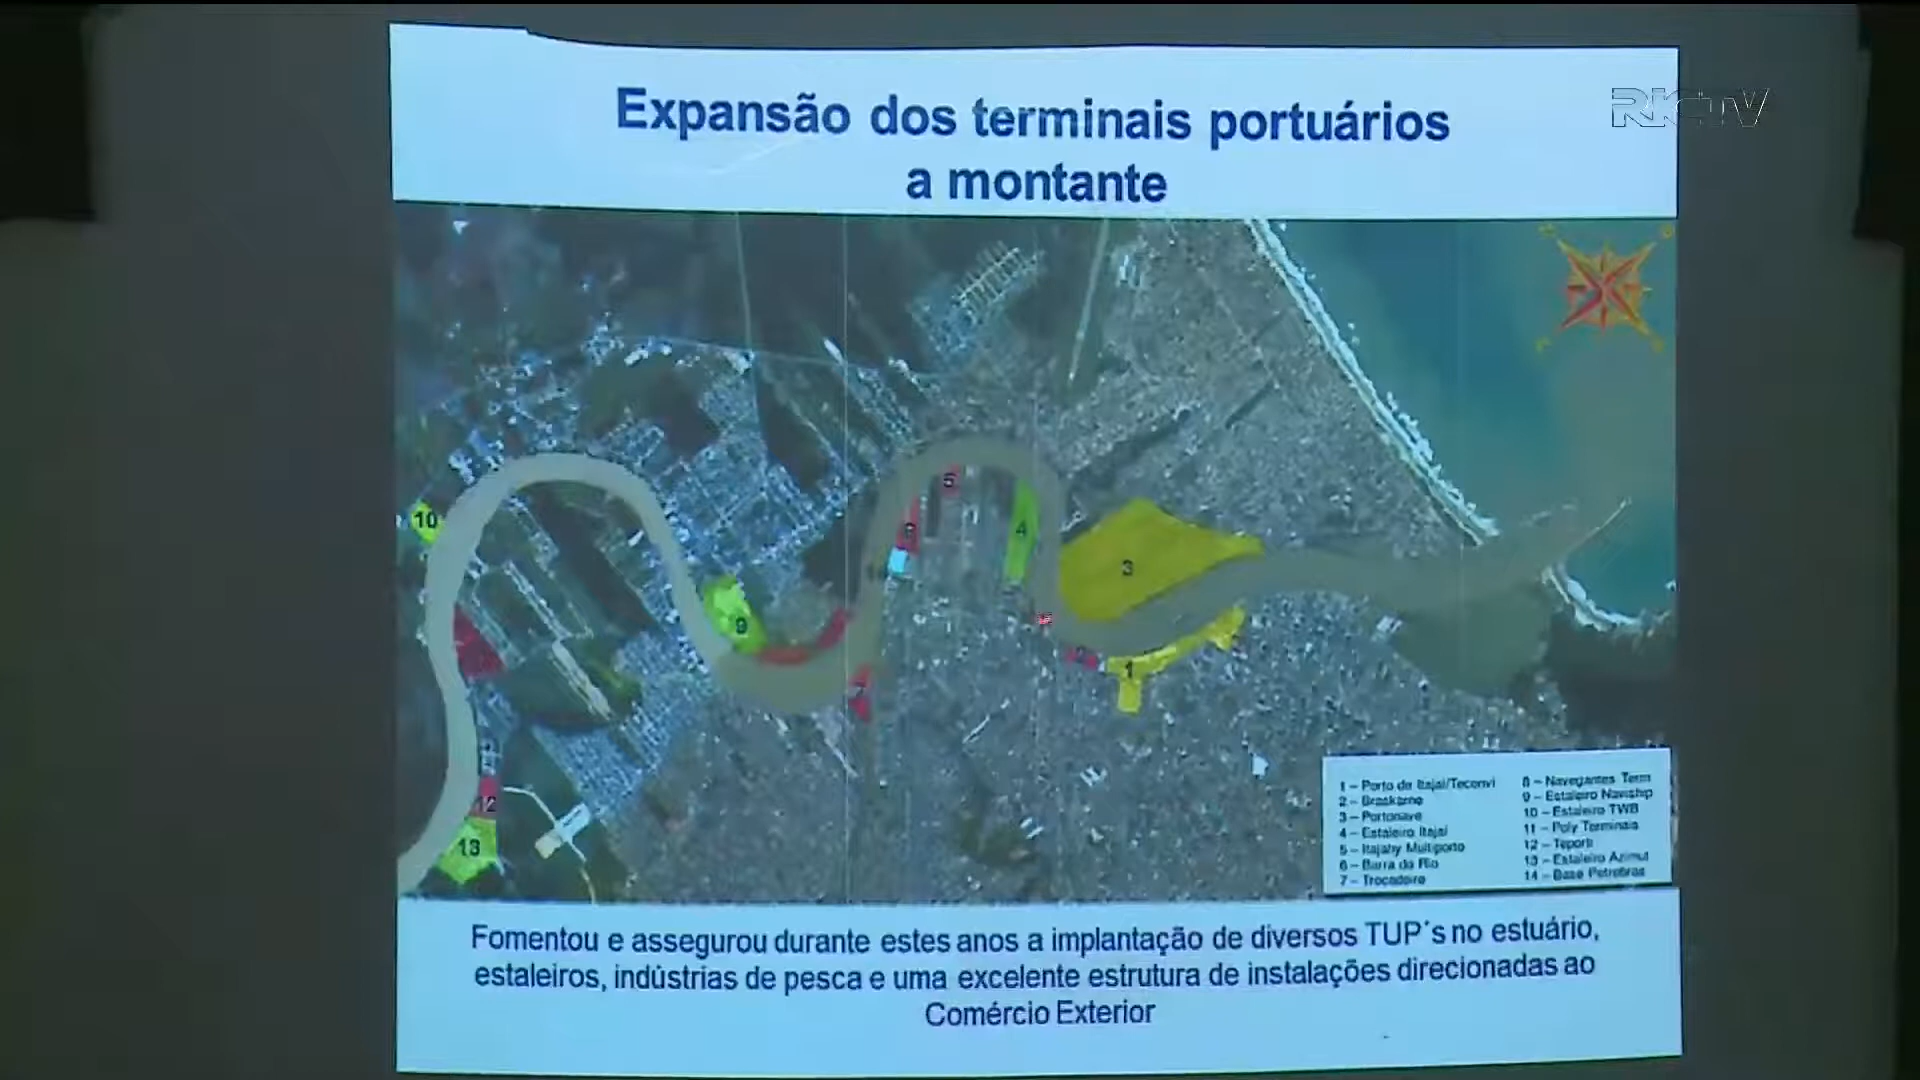 Expansão dos terminais portuários
a montante
RICTV
10
5
6
4
3
9
2
1
7
12
13
1 – Porto de Itajaí/Teconvi
2 – Braskarne
3 – Portonave
4 – Estaleiro Itajaí
5 – Itajahy Multiporto
6 – Barra do Rio
7 – Trocadeiro
8 – Navegantes Term
9 – Estaleiro Naviship
10 – Estaleiro TWB
11 – Poly Terminais
12 – Teporti
13 – Estaleiro Azimut
14 – Base Petrobras
Fomentou e assegurou durante estes anos a implantação de diversos TUP´s no estuário,
estaleiros, indústrias de pesca e uma excelente estrutura de instalações direcionadas ao
Comércio Exterior